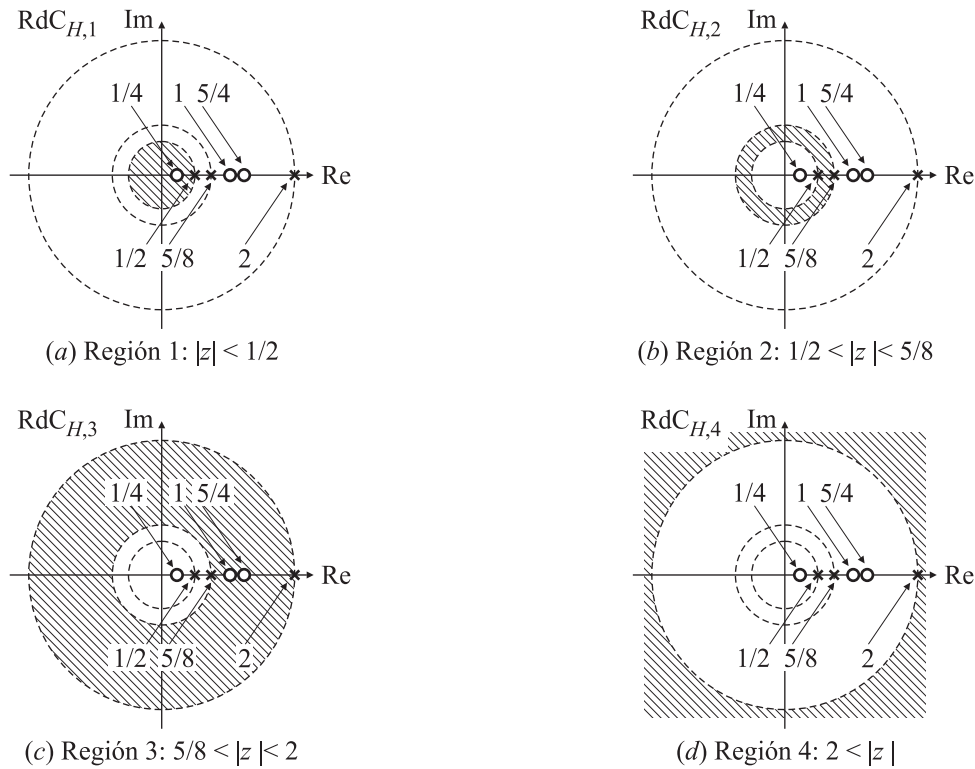 RdC_{H,1} Im
1/4 1 5/4
Re
1/2 5/8 2
(a) Región 1: |z| < 1/2
RdC_{H,2} Im
1/4 1 5/4
Re
1/2 5/8 2
(b) Región 2: 1/2 < |z| < 5/8
RdC_{H,3} Im
1/4 1 5/4
Re
1/2 5/8 2
(c) Región 3: 5/8 < |z| < 2
RdC_{H,4} Im
1/4 1 5/4
Re
1/2 5/8 2
(d) Región 4: 2 < |z|